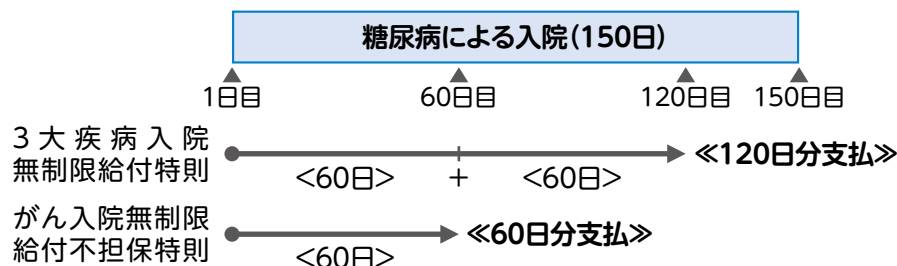 糖尿病による入院(150日)
1日目 60日目 120日目 150日目
3大疾病入院
無制限給付特則
<60日> + <60日>
≪120日分支払≫
がん入院無制限
給付不担保特則
<60日>
≪60日分支払≫